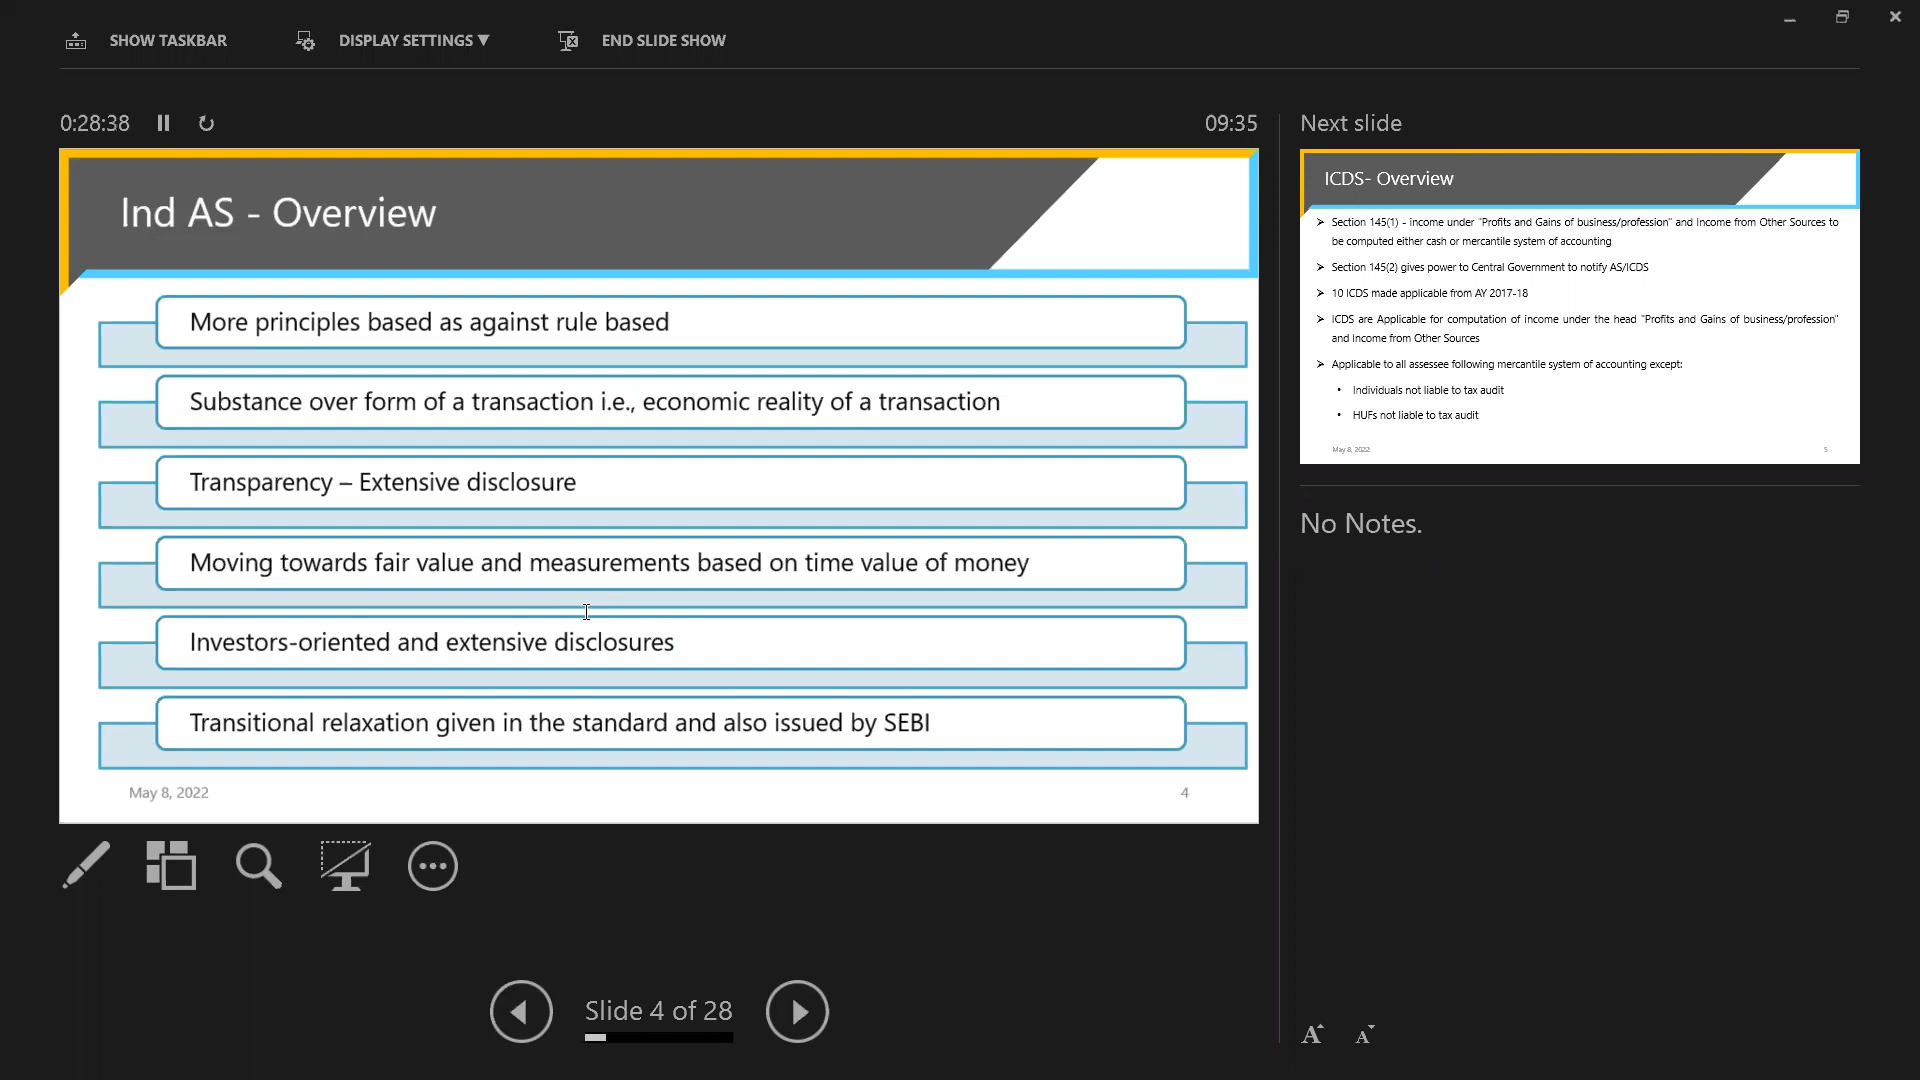 SHOW TASKBAR
DISPLAY SETTINGS ▼
END SLIDE SHOW
0:28:38
09:35
Ind AS - Overview
More principles based as against rule based
Substance over form of a transaction i.e., economic reality of a transaction
Transparency – Extensive disclosure
Moving towards fair value and measurements based on time value of money
Investors-oriented and extensive disclosures
Transitional relaxation given in the standard and also issued by SEBI
May 8, 2022
4
Slide 4 of 28
Next slide
ICDS- Overview
➢ Section 145(1) - income under "Profits and Gains of business/profession" and Income from Other Sources to
be computed either cash or mercantile system of accounting
➢ Section 145(2) gives power to Central Government to notify AS/ICDS
➢ 10 ICDS made applicable from AY 2017-18
➢ ICDS are Applicable for computation of income under the head "Profits and Gains of business/profession"
and Income from Other Sources
➢ Applicable to all assessee following mercantile system of accounting except:
• Individuals not liable to tax audit
• HUFs not liable to tax audit
May 8, 2022
5
No Notes.
A A